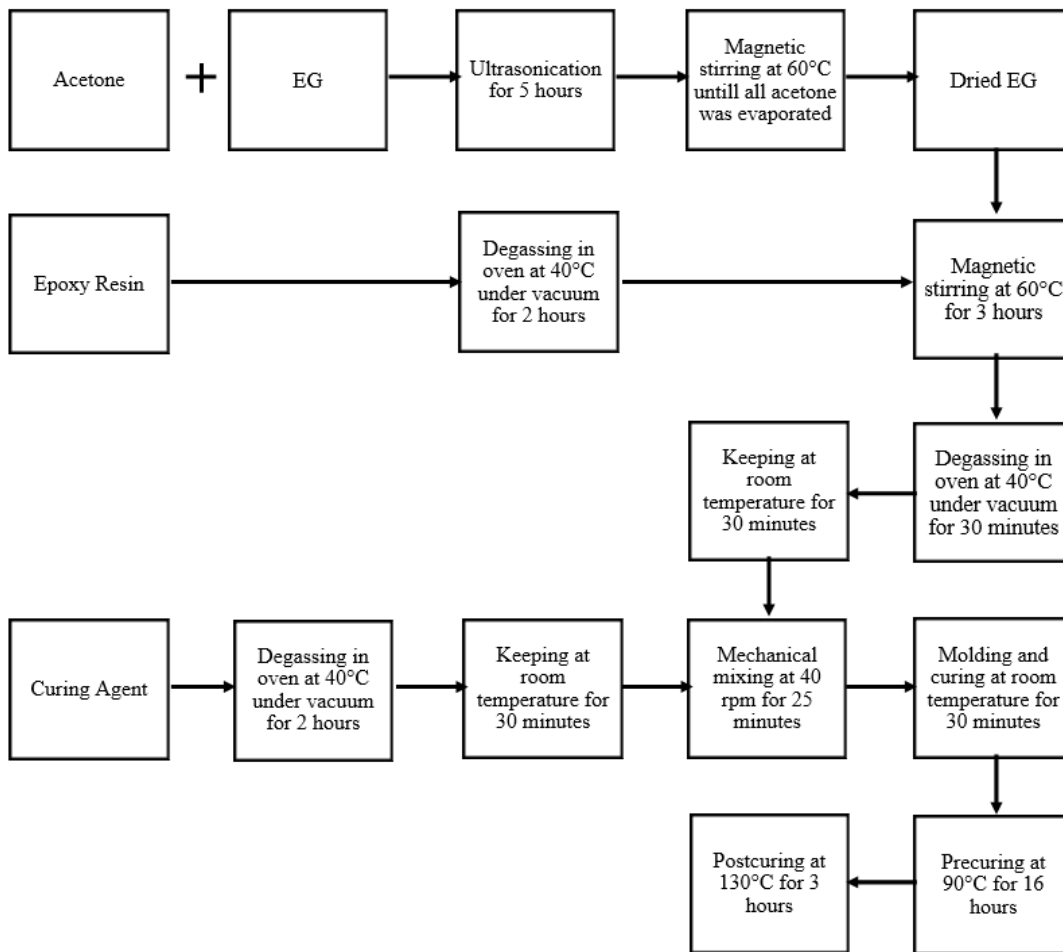 Acetone
+
EG
Ultrasonication
for 5 hours
Magnetic
stirring at 60°C
untill all acetone
was evaporated
Dried EG
Epoxy Resin
Degassing in
oven at 40°C
under vacuum
for 2 hours
Magnetic
stirring at 60°C
for 3 hours
Keeping at
room
temperature for
30 minutes
Degassing in
oven at 40°C
under vacuum
for 30 minutes
Curing Agent
Degassing in
oven at 40°C
under vacuum
for 2 hours
Keeping at
room
temperature for
30 minutes
Mechanical
mixing at 40
rpm for 25
minutes
Molding and
curing at room
temperature for
30 minutes
Postcuring at
130°C for 3
hours
Precuring at
90°C for 16
hours